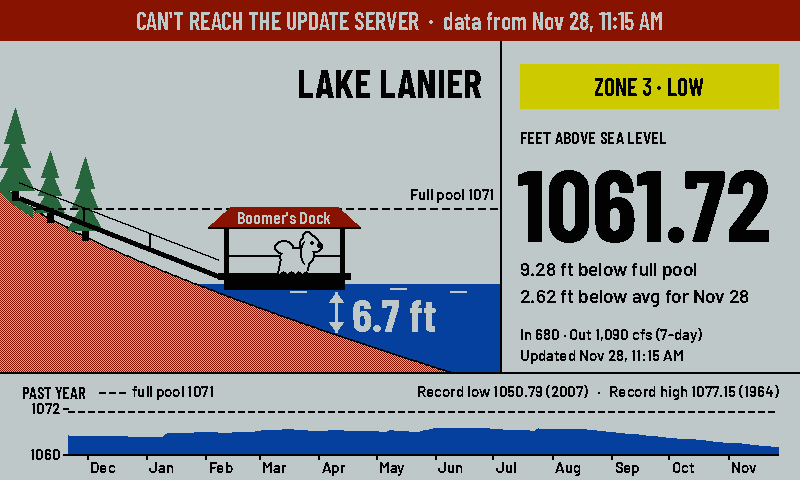 CAN'T REACH THE UPDATE SERVER · data from Nov 28, 11:15 AM
LAKE LANIER
Full pool 1071
Boomer's Dock
6.7 ft
ZONE 3 · LOW
FEET ABOVE SEA LEVEL
1061.72
9.28 ft below full pool
2.62 ft below avg for Nov 28
In 680 · Out 1,090 cfs (7-day)
Updated Nov 28, 11:15 AM
PAST YEAR --- full pool 1071
Record low 1050.79 (2007) · Record high 1077.15 (1964)
1072
1060
Dec Jan Feb Mar Apr May Jun Jul Aug Sep Oct Nov